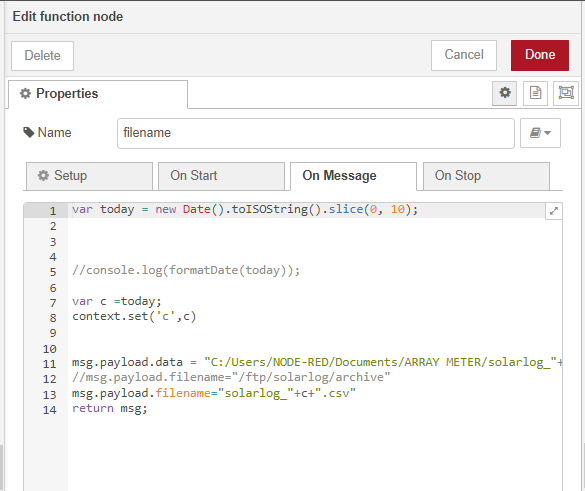 Edit function node
Delete
Cancel
Done
Properties
Name
filename
Setup
On Start
On Message
On Stop
1 var today = new Date().toISOString().slice(0, 10);
2
3
4
5 //console.log(formatDate(today));
6
7 var c =today;
8 context.set('c',c)
9
10
11 msg.payload.data = "C:/Users/NODE-RED/Documents/ARRAY METER/solarlog_"+
12 //msg.payload.filename="/ftp/solarlog/archive"
13 msg.payload.filename="solarlog_"+c+".csv"
14 return msg;